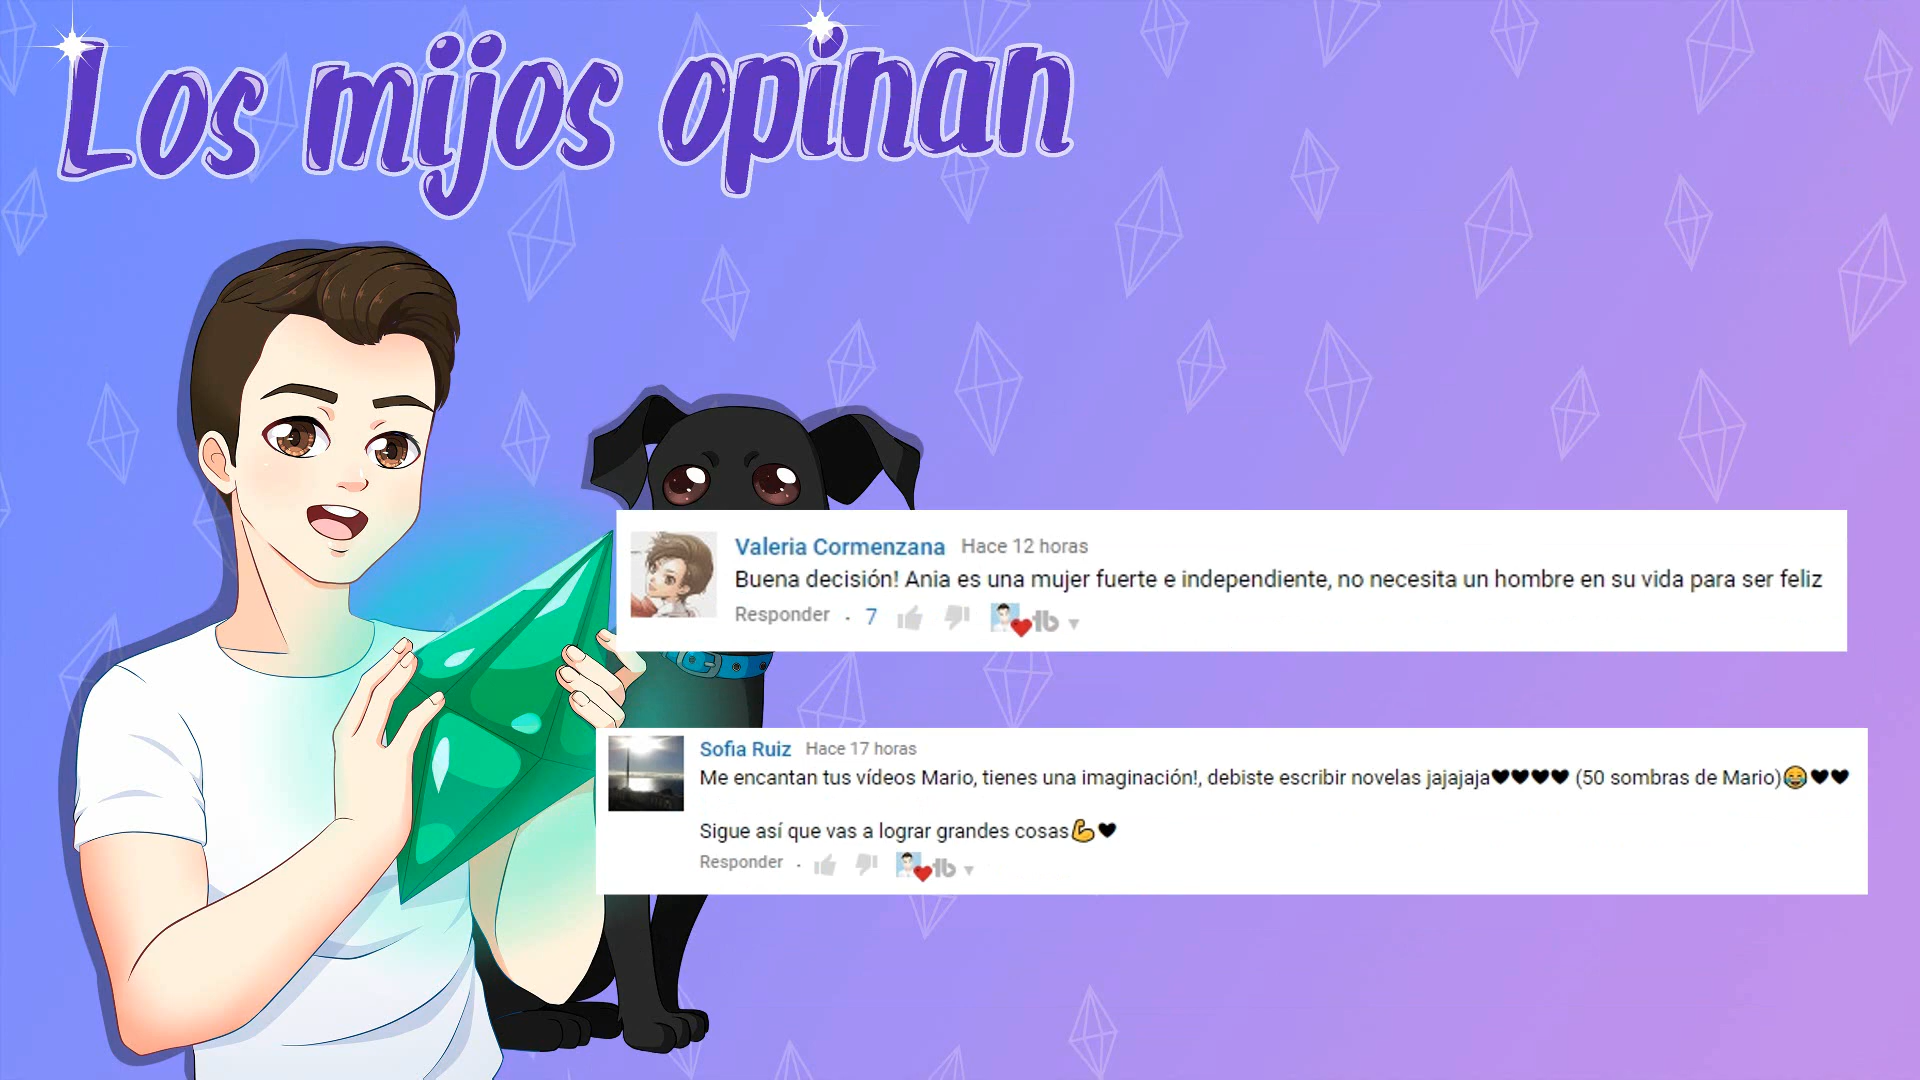 Los mijos opinan
Valeria Cormenzana Hace 12 horas
Buena decisión! Ania es una mujer fuerte e independiente, no necesita un hombre en su vida para ser feliz
Responder · 7
Sofia Ruiz Hace 17 horas
Me encantan tus vídeos Mario, tienes una imaginación!, debiste escribir novelas jajajaja♥♥♥♥ (50 sombras de Mario)😂♥♥
Sigue así que vas a lograr grandes cosas💪♥
Responder ·